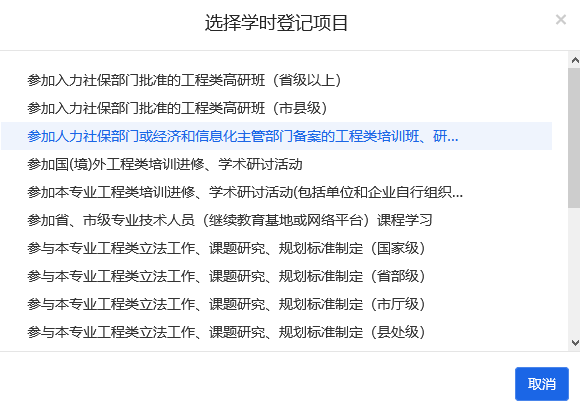 选择学时登记项目
×
参加入力社保部门批准的工程类高研班（省级以上）
参加入力社保部门批准的工程类高研班（市县级）
参加人力社保部门或经济和信息化主管部门备案的工程类培训班、研...
参加国(境)外工程类培训进修、学术研讨活动
参加本专业工程类培训进修、学术研讨活动(包括单位和企业自行组织...
参加省、市级专业技术人员（继续教育基地或网络平台）课程学习
参与本专业工程类立法工作、课题研究、规划标准制定（国家级）
参与本专业工程类立法工作、课题研究、规划标准制定（省部级）
参与本专业工程类立法工作、课题研究、规划标准制定（市厅级）
参与本专业工程类立法工作、课题研究、规划标准制定（县处级）
取消